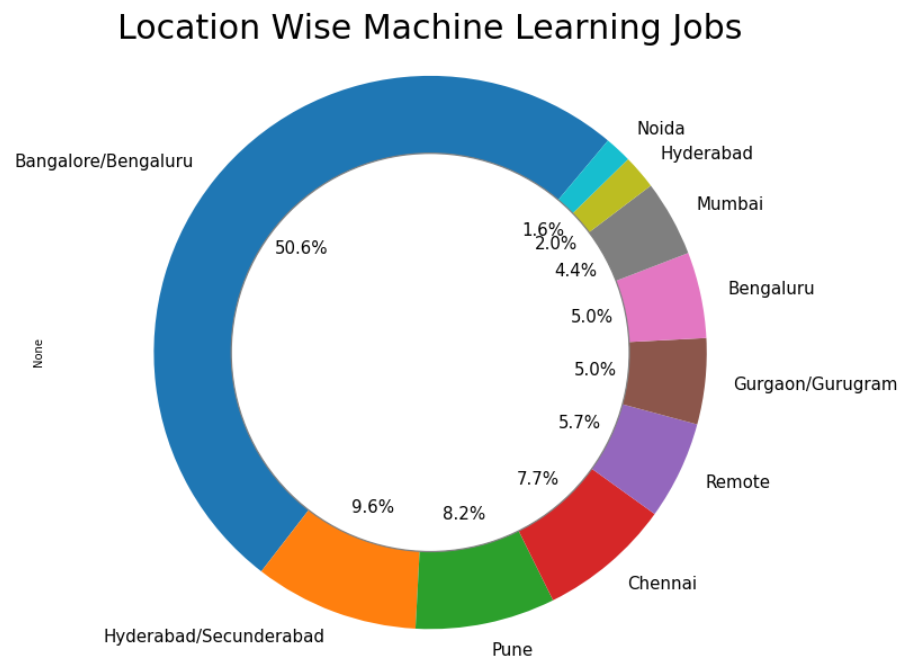 Location Wise Machine Learning Jobs
Noida
Hyderabad
Bangalore/Bengaluru
Mumbai
1.6%
2.0%
50.6%
4.4%
Bengaluru
5.0%
None
5.0%
Gurgaon/Gurugram
5.7%
7.7%
Remote
9.6%
8.2%
Chennai
Hyderabad/Secunderabad
Pune